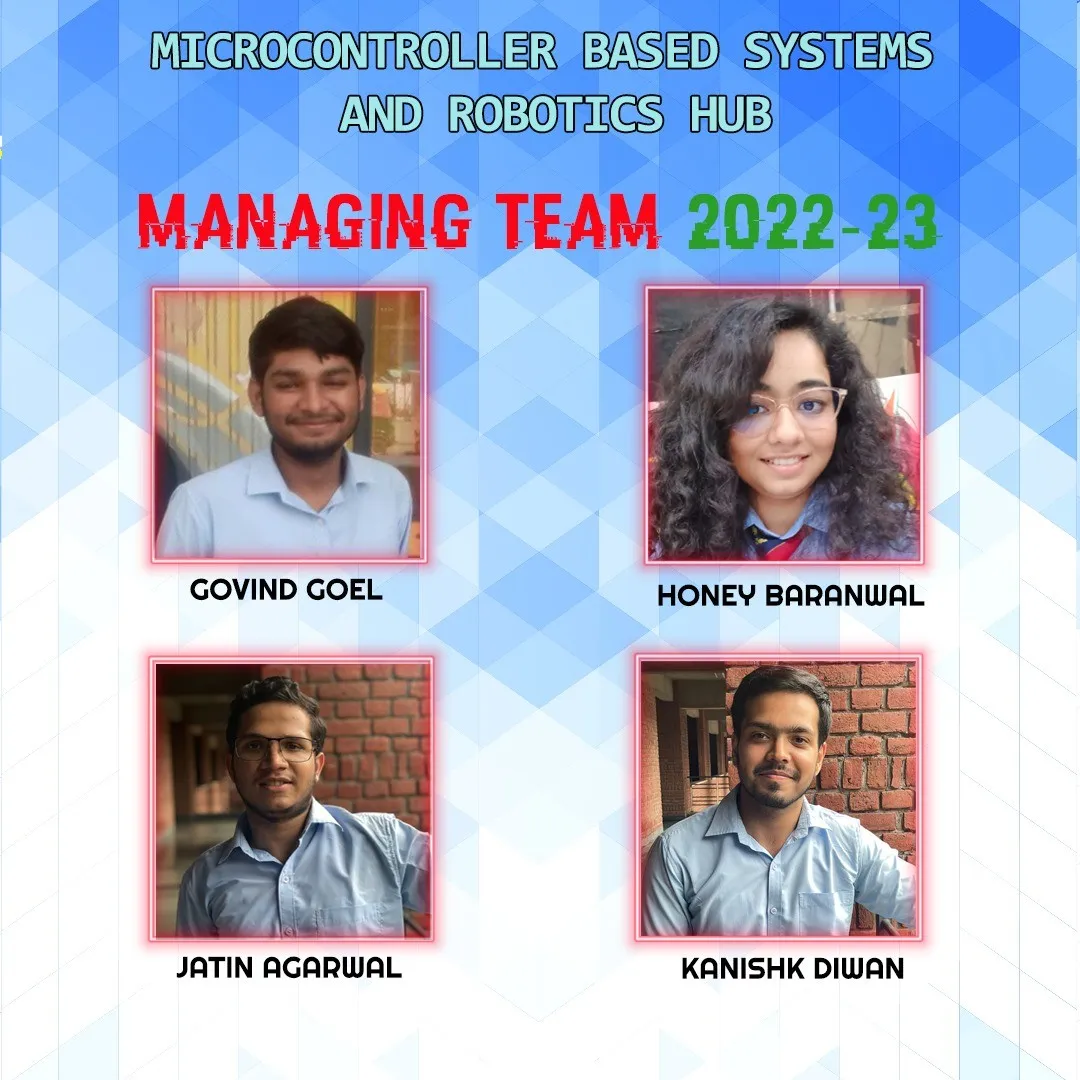 MICROCONTROLLER BASED SYSTEMS
AND ROBOTICS HUB
MANAGING TEAM 2022-23
GOVIND GOEL
HONEY BARANWAL
JATIN AGARWAL
KANISHK DIWAN